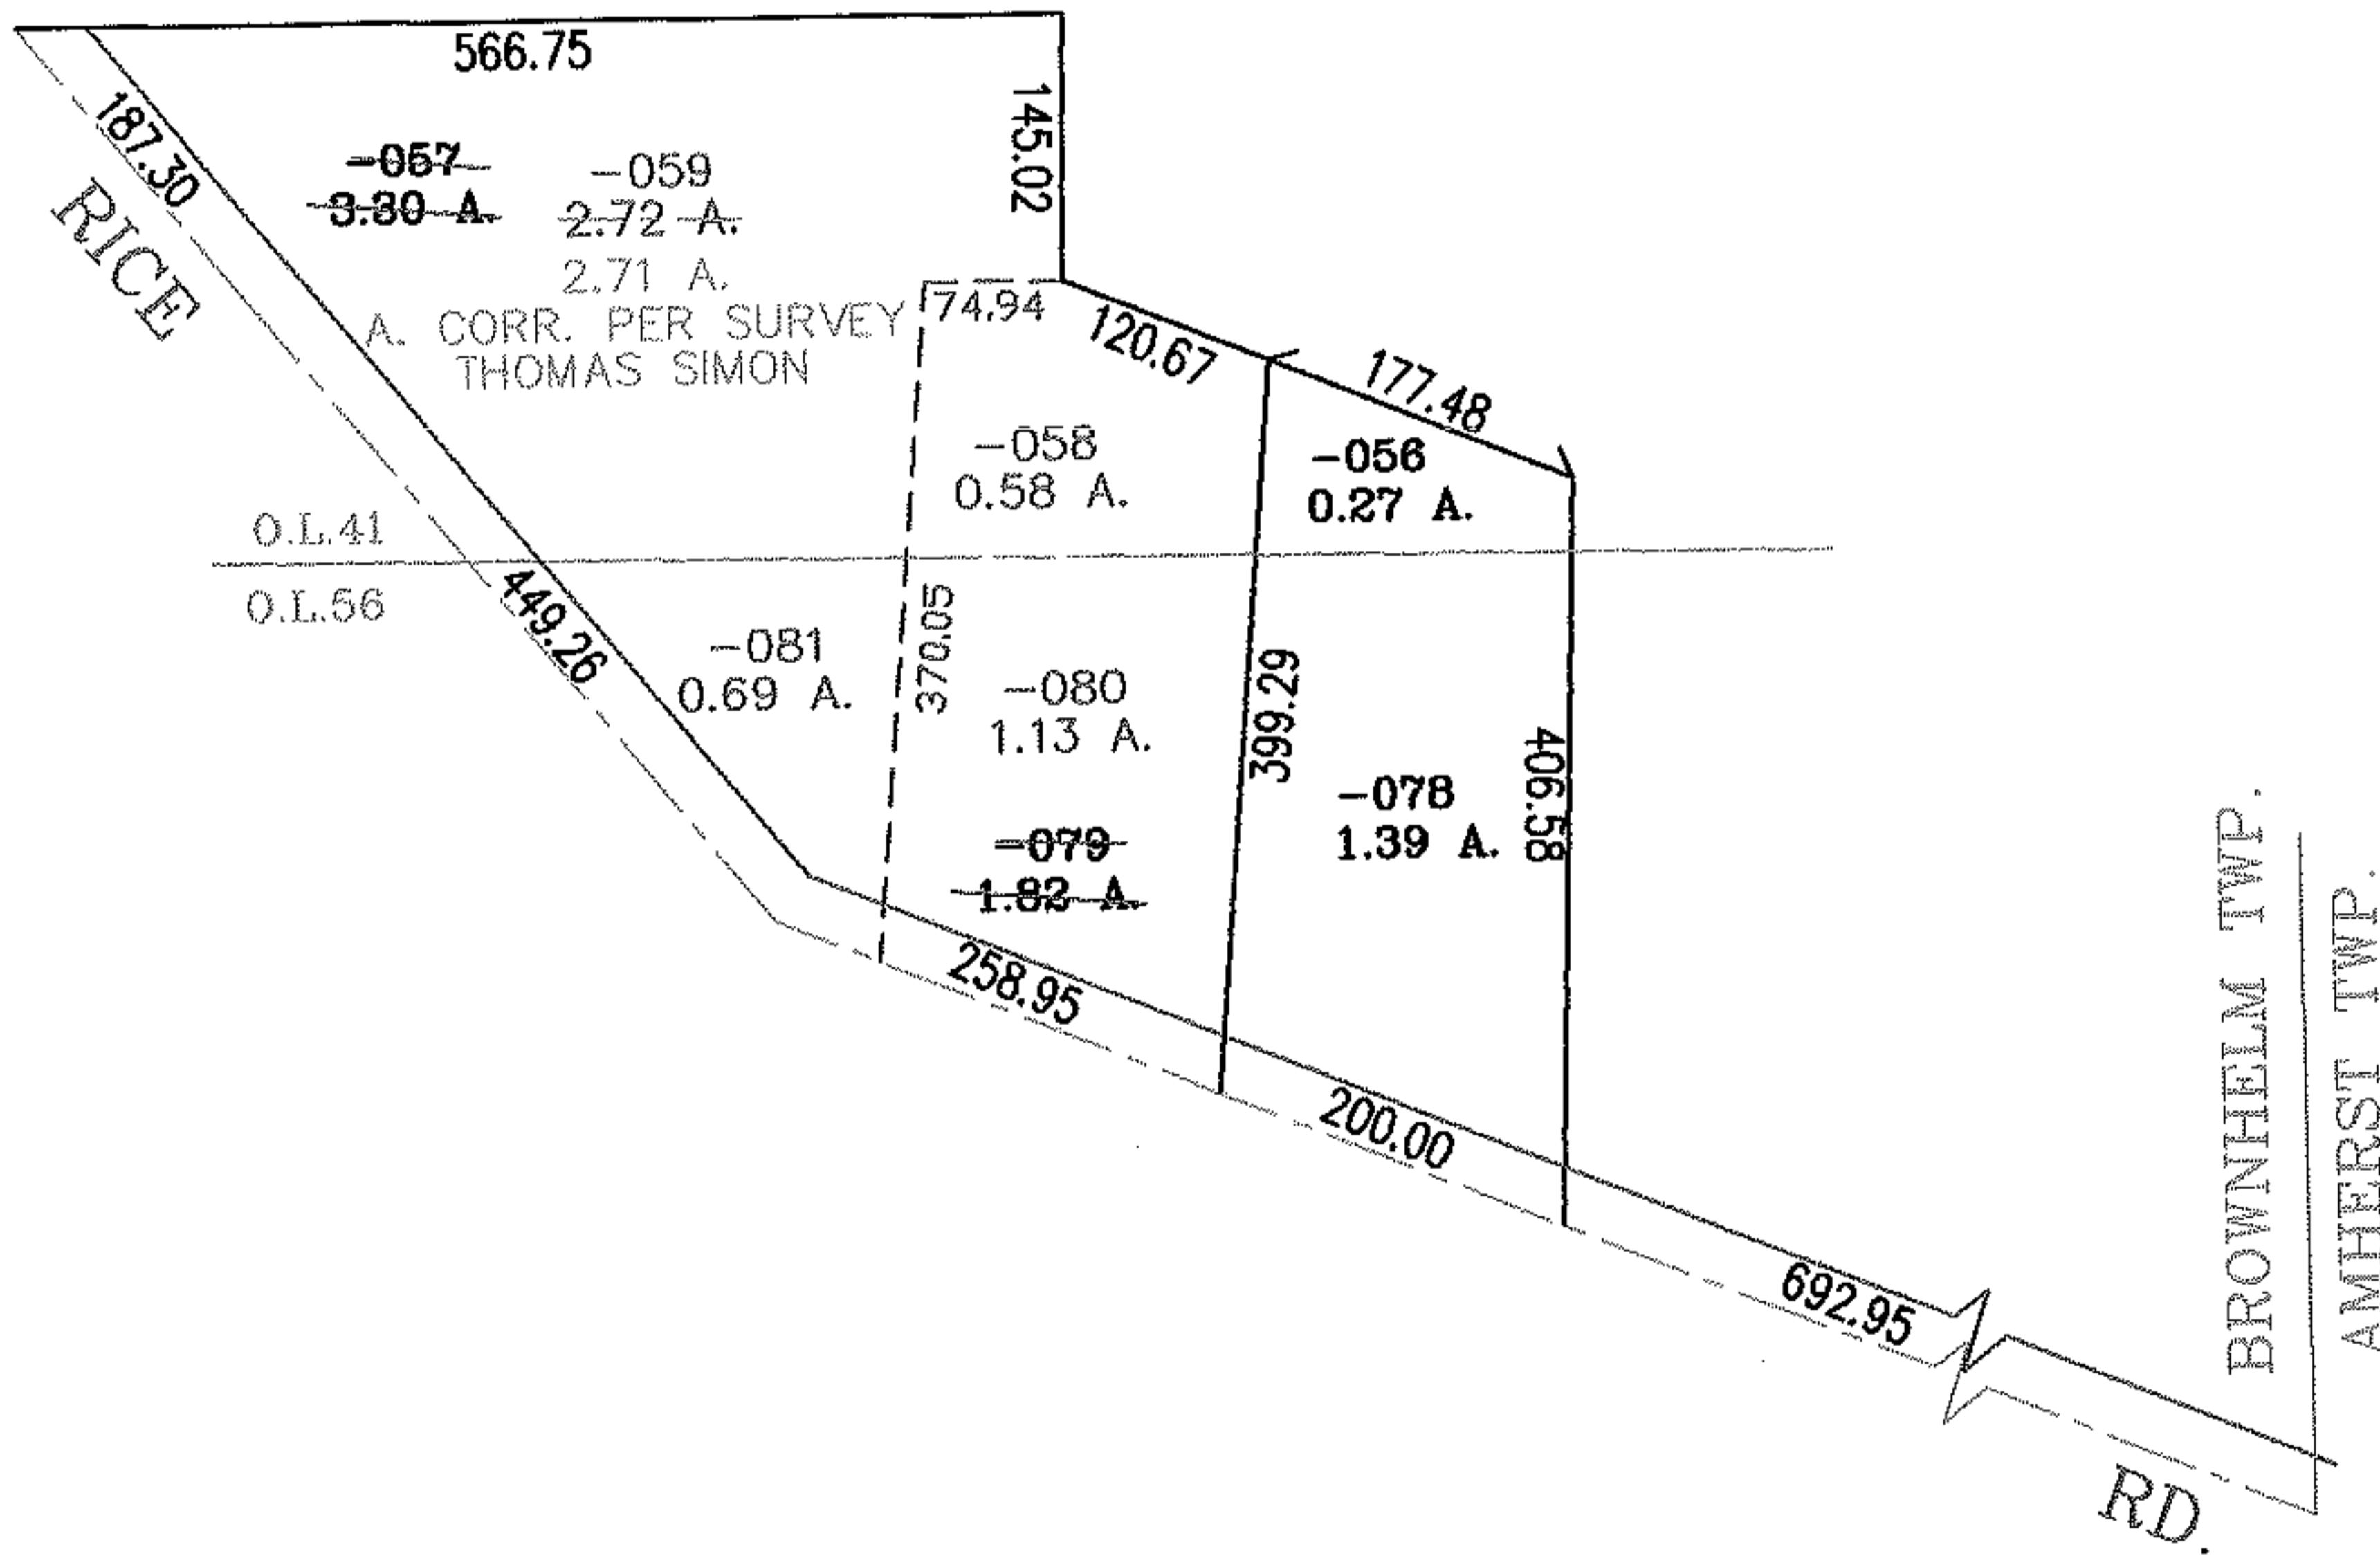 566.75
187.30
145.02
RICE
-057
3.30 A.
-059
2.72 A.
2.71 A.
A. CORR. PER SURVEY
THOMAS SIMON
74.94
120.67
177.48
-058
0.58 A.
-056
0.27 A.
O.L.41
O.L.56
449.26
-081
0.69 A.
370.05
-080
1.13 A.
399.29
-078
1.39 A.
406.58
-079
1.82 A.
258.95
200.00
692.95
BROWNHELM TWP.
AMHERST TWP.
RD.